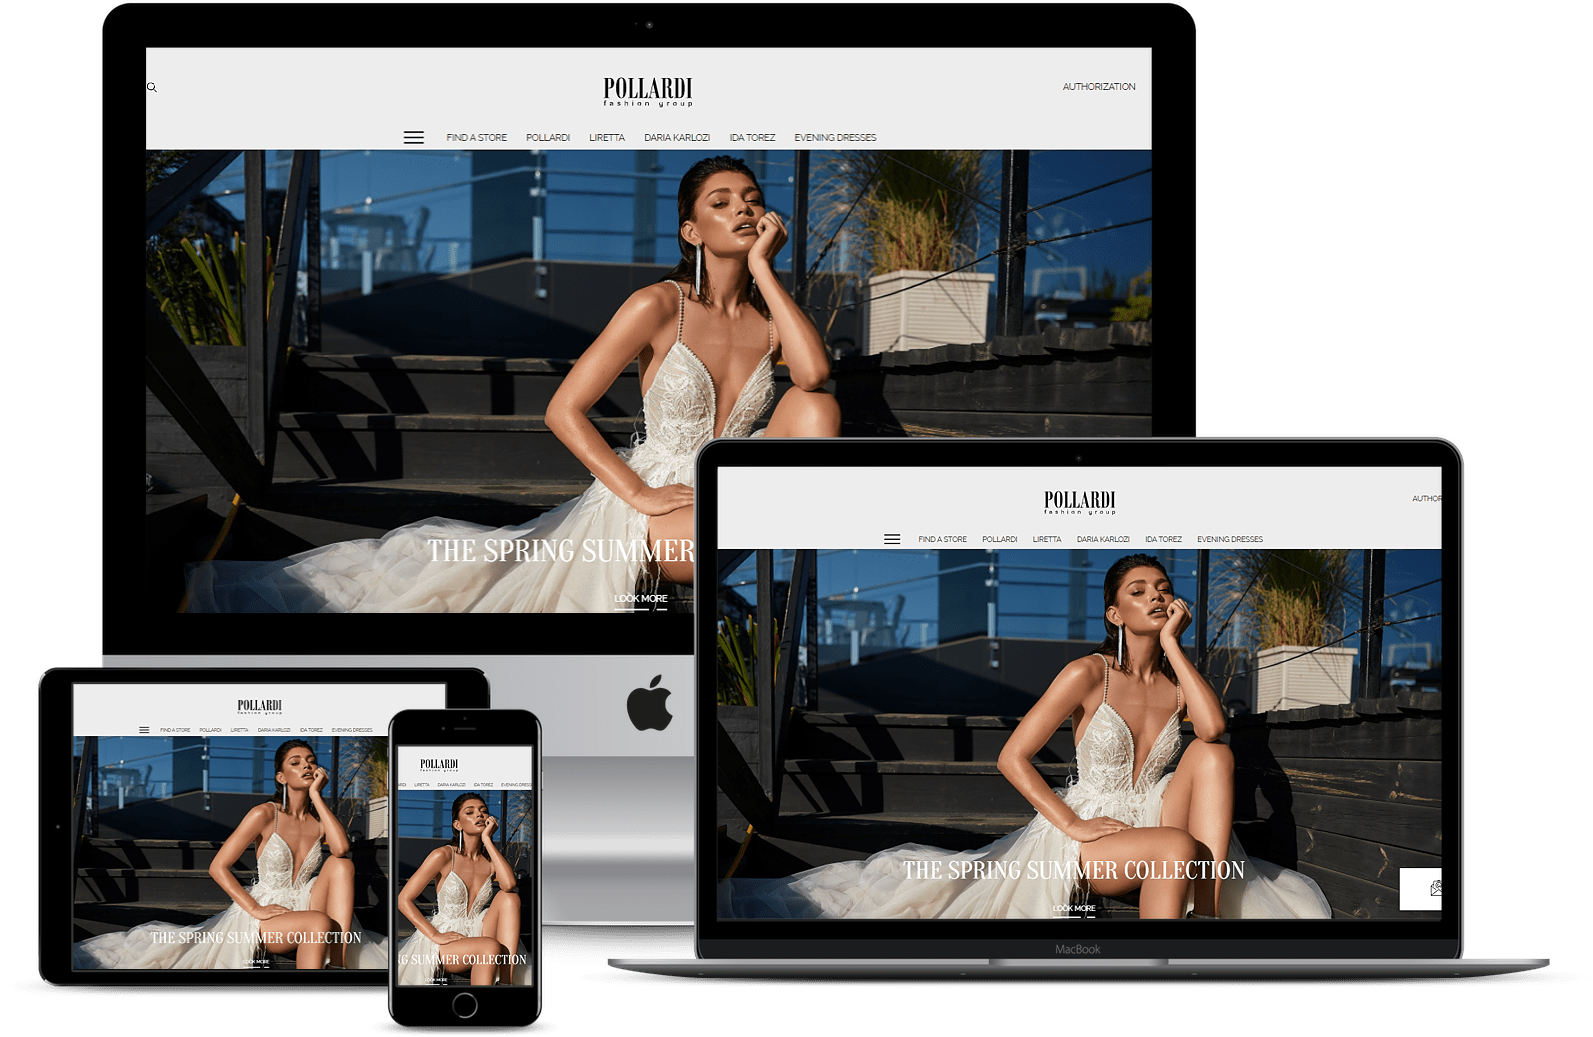 POLLARDI
fashion group
AUTHORIZATION
FIND A STORE POLLARDI LIRETTA DARIA KARLOZI IDA TOREZ EVENING DRESSES
THE SPRING SUMMER
LOOK MORE
POLLARDI
fashion group
AUTHOR
FIND A STORE POLLARDI LIRETTA DARIA KARLOZI IDA TOREZ EVENING DRESSES
THE SPRING SUMMER COLLECTION
LOOK MORE
MacBook
POLLARDI
fashion group
FIND A STORE POLLARDI LIRETTA DARIA KARLOZI IDA TOREZ EVENING DRESSES
THE SPRING SUMMER COLLECTION
LOOK MORE
POLLARDI
fashion group
RDI LIRETTA DARIA KARLOZI IDA TOREZ EVENING DRESS
G SUMMER COLLECTION
LOOK MORE